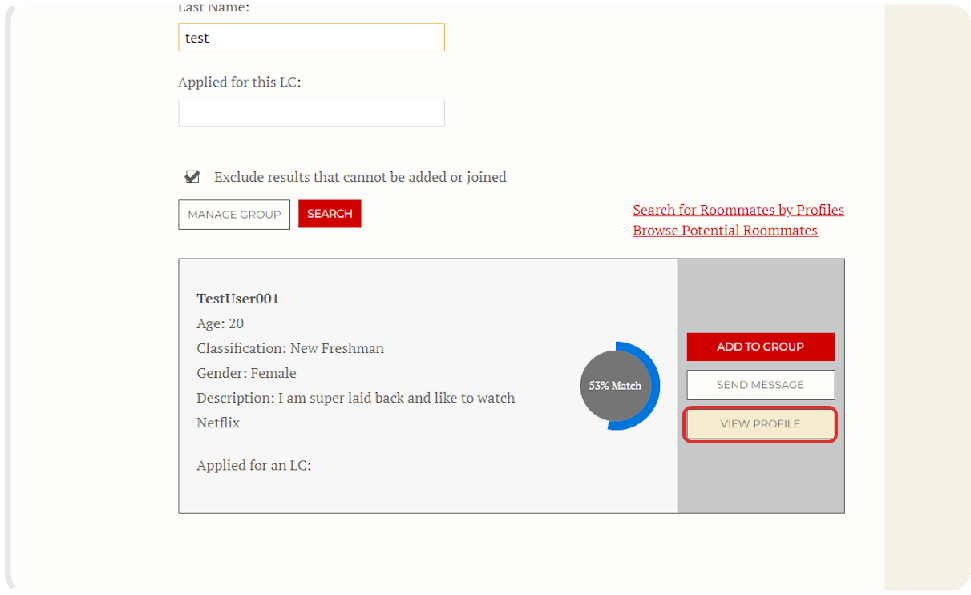 Last Name:
test
Applied for this LC:
Exclude results that cannot be added or joined
MANAGE GROUP
SEARCH
Search for Roommates by Profiles
Browse Potential Roommates
TestUser001
Age: 20
Classification: New Freshman
Gender: Female
Description: I am super laid back and like to watch
Netflix
Applied for an LC:
53% Match
ADD TO GROUP
SEND MESSAGE
VIEW PROFILE